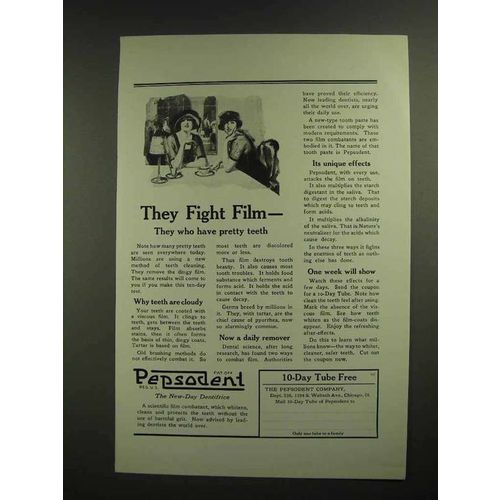 They Fight Film—
They who have pretty teeth
Note how many pretty teeth
are seen everywhere today.
Millions are using a new
method of teeth cleaning.
They remove the dingy film.
The same results will come
to you if you make this ten-day
test.
Why teeth are cloudy
Your teeth are coated with
a viscous film. It clings to
teeth, gets between the teeth
and stays. Film absorbs
stains, then it often forms
the basis of thin, dingy coats.
Tartar is based on film.
Old brushing methods do
not effectively combat it. So
most teeth are discolored
more or less.
Thus film destroys tooth
beauty. It also causes most
tooth troubles. It holds food
substance which ferments and
forms acid. It holds the acid
in contact with the teeth to
cause decay.
Germs breed by millions in
it. They, with tartar, are the
chief cause of pyorrhea, now
so alarmingly common.
Now a daily remover
Dental science, after long
research, has found two ways
to combat film. Authorities
have proved their efficiency.
Now leading dentists, nearly
all the world over, are urging
their daily use.
A new-type tooth paste has
been created to comply with
modern requirements. These
two film combatants are em-
bodied in it. The name of that
tooth paste is Pepsodent.
Its unique effects
Pepsodent, with every use,
attacks the film on teeth.
It also multiplies the starch
digestant in the saliva. That
to digest the starch deposits
which may cling to teeth and
form acids.
It multiplies the alkalinity
of the saliva. That is Nature's
neutralizer for the acids which
cause decay.
In these three ways it fights
the enemies of teeth as noth-
ing else has done.
One week will show
Watch these effects for a
few days. Send the coupon
for a 10-Day Tube. Note how
clean the teeth feel after using.
Mark the absence of the vis-
cous film. See how teeth
whiten as the film-coats dis-
appear. Enjoy the refreshing
after-effects.
Do this to learn what mil-
lions know—the way to whiter,
cleaner, safer teeth. Cut out
the coupon now.
Pepsodent
PAT. OFF.
REG. U.S.
The New-Day Dentifrice
A scientific film combatant, which whitens,
cleans and protects the teeth without the
use of harmful grit. Now advised by lead-
ing dentists the world over.
10-Day Tube Free
THE PEPSODENT COMPANY,
Dept. 1104 S. Wabash Ave., Chicago, Ill.
Mail 10-Day Tube of Pepsodent to
Only one tube to a family